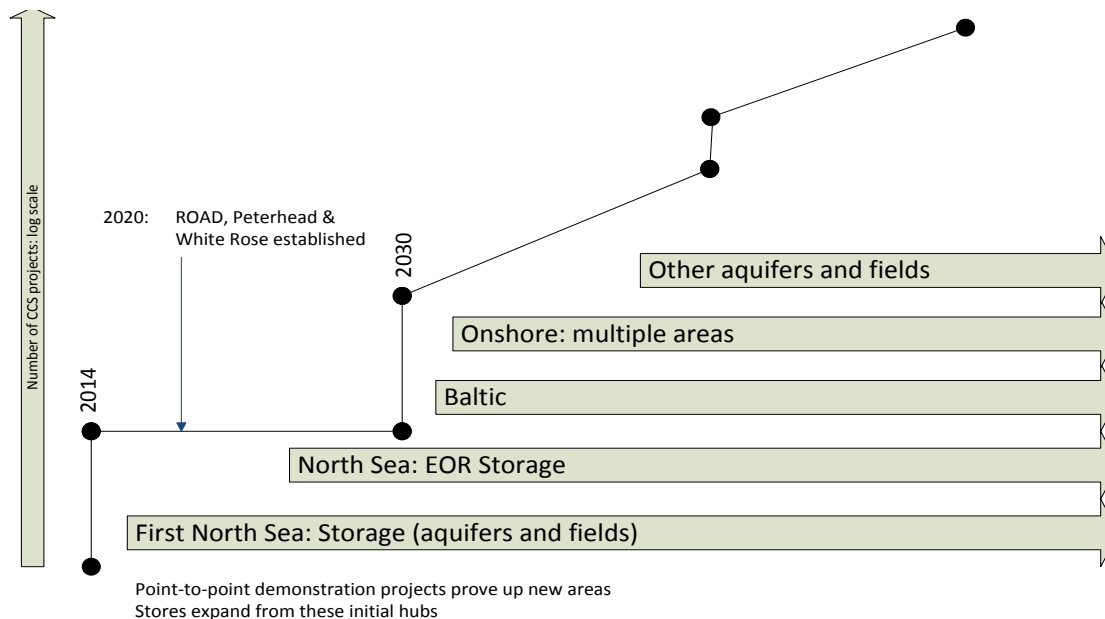 Number of CCS projects: log scale
2020: ROAD, Peterhead &
White Rose established
2030
2014
Other aquifers and fields
Onshore: multiple areas
Baltic
North Sea: EOR Storage
First North Sea: Storage (aquifers and fields)
Point-to-point demonstration projects prove up new areas
Stores expand from these initial hubs